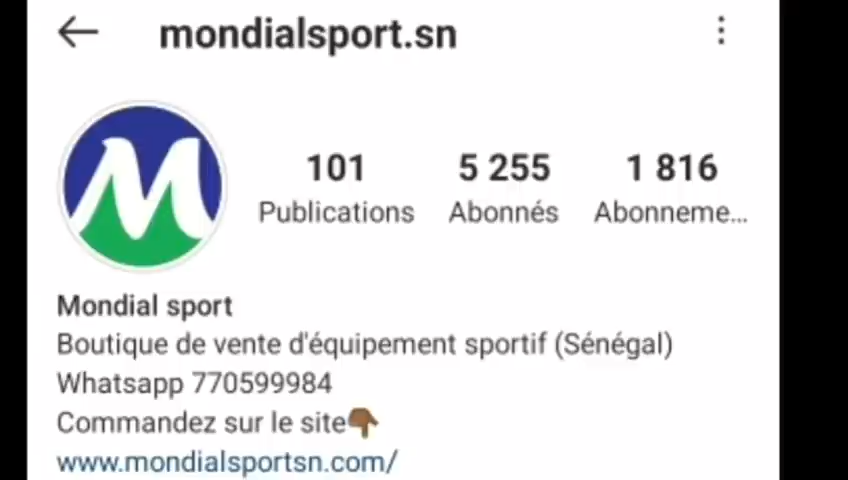 mondialsport.sn
M
101 5 255 1 816
Publications Abonnés Abonneme...
Mondial sport
Boutique de vente d'équipement sportif (Sénégal)
Whatsapp 770599984
Commandez sur le site👇🏾
www.mondialsportsn.com/